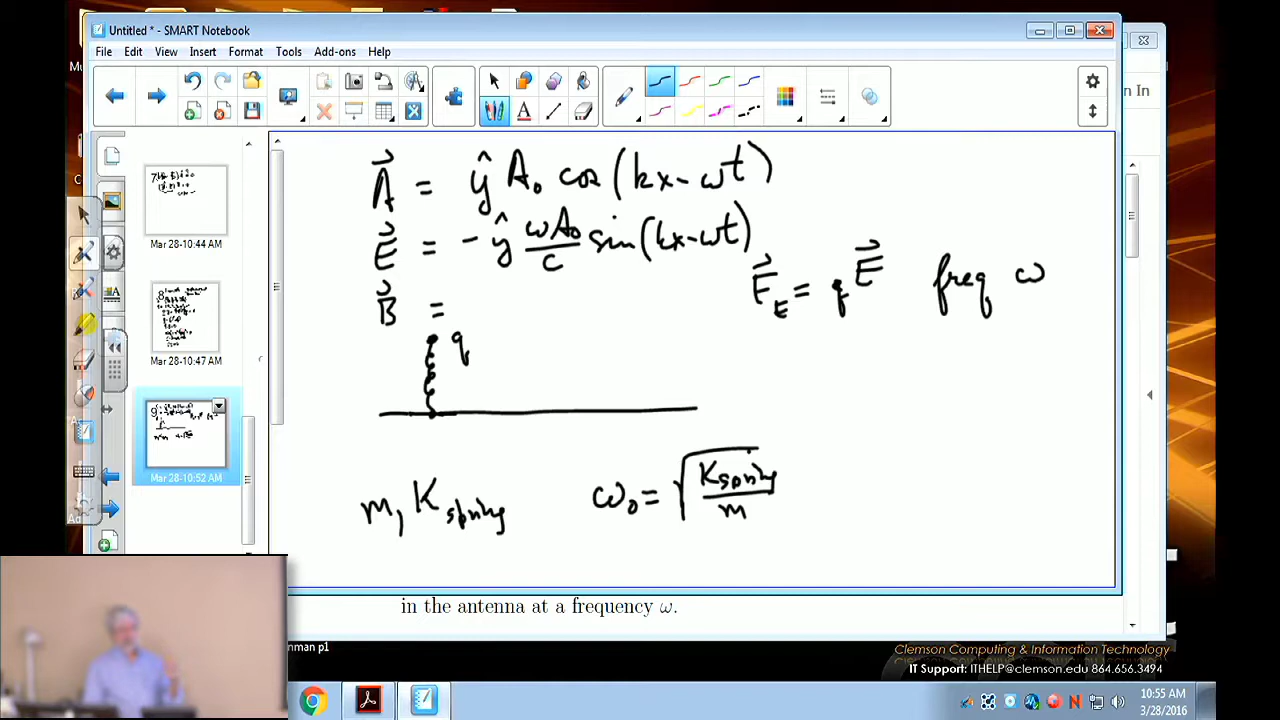 Untitled * - SMART Notebook
File Edit View Insert Format Tools Add-ons Help
n In
Mar 28-10:44 AM
Mar 28-10:47 AM
Mar 28-10:52 AM
A⃗ = ŷ A₀ cos(kx-ωt)
E⃗ = - ŷ ωA₀/c sin(kx-ωt)
F⃗_E = q E⃗ freq ω
B⃗ =
q
m, K_spring ω₀ = √(K_spring/m)
in the antenna at a frequency ω.
nman p1
Clemson Computing & Information Technology
IT Support: ITHELP@clemson.edu 864.656.3494
10:55 AM
3/28/2016